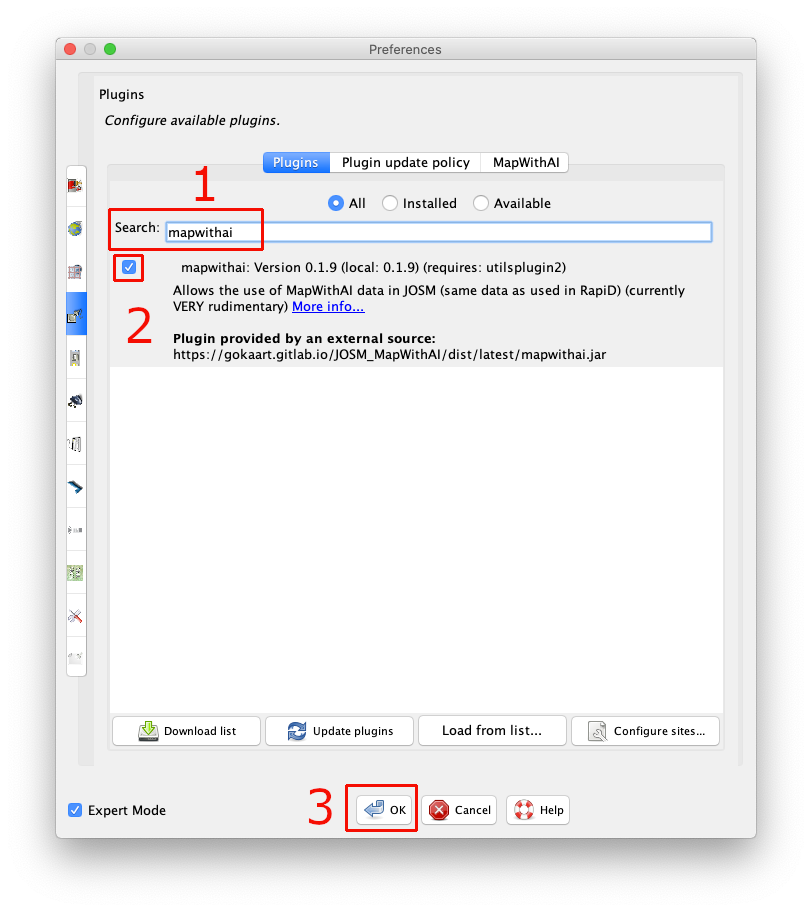 Preferences
Plugins
Configure available plugins.
Plugins Plugin update policy MapWithAI
1
All Installed Available
Search: mapwithai
mapwithai: Version 0.1.9 (local: 0.1.9) (requires: utilsplugin2)
Allows the use of MapWithAI data in JOSM (same data as used in RapiD) (currently
VERY rudimentary) More info...
2
Plugin provided by an external source:
https://gokaart.gitlab.io/JOSM_MapWithAI/dist/latest/mapwithai.jar
Download list Update plugins Load from list... Configure sites...
Expert Mode 3 OK Cancel Help